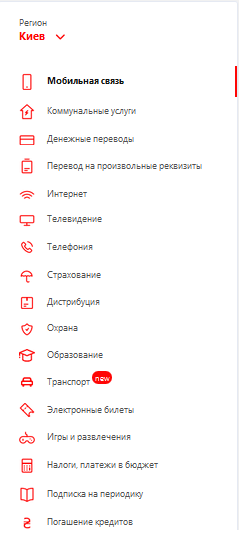 Регион
Киев
Мобильная связь
Коммунальные услуги
Денежные переводы
Перевод на произвольные реквизиты
Интернет
Телевидение
Телефония
Страхование
Дистрибуция
Охрана
Образование
Транспорт new
Электронные билеты
Игры и развлечения
Налоги, платежи в бюджет
Подписка на периодику
Погашение кредитов